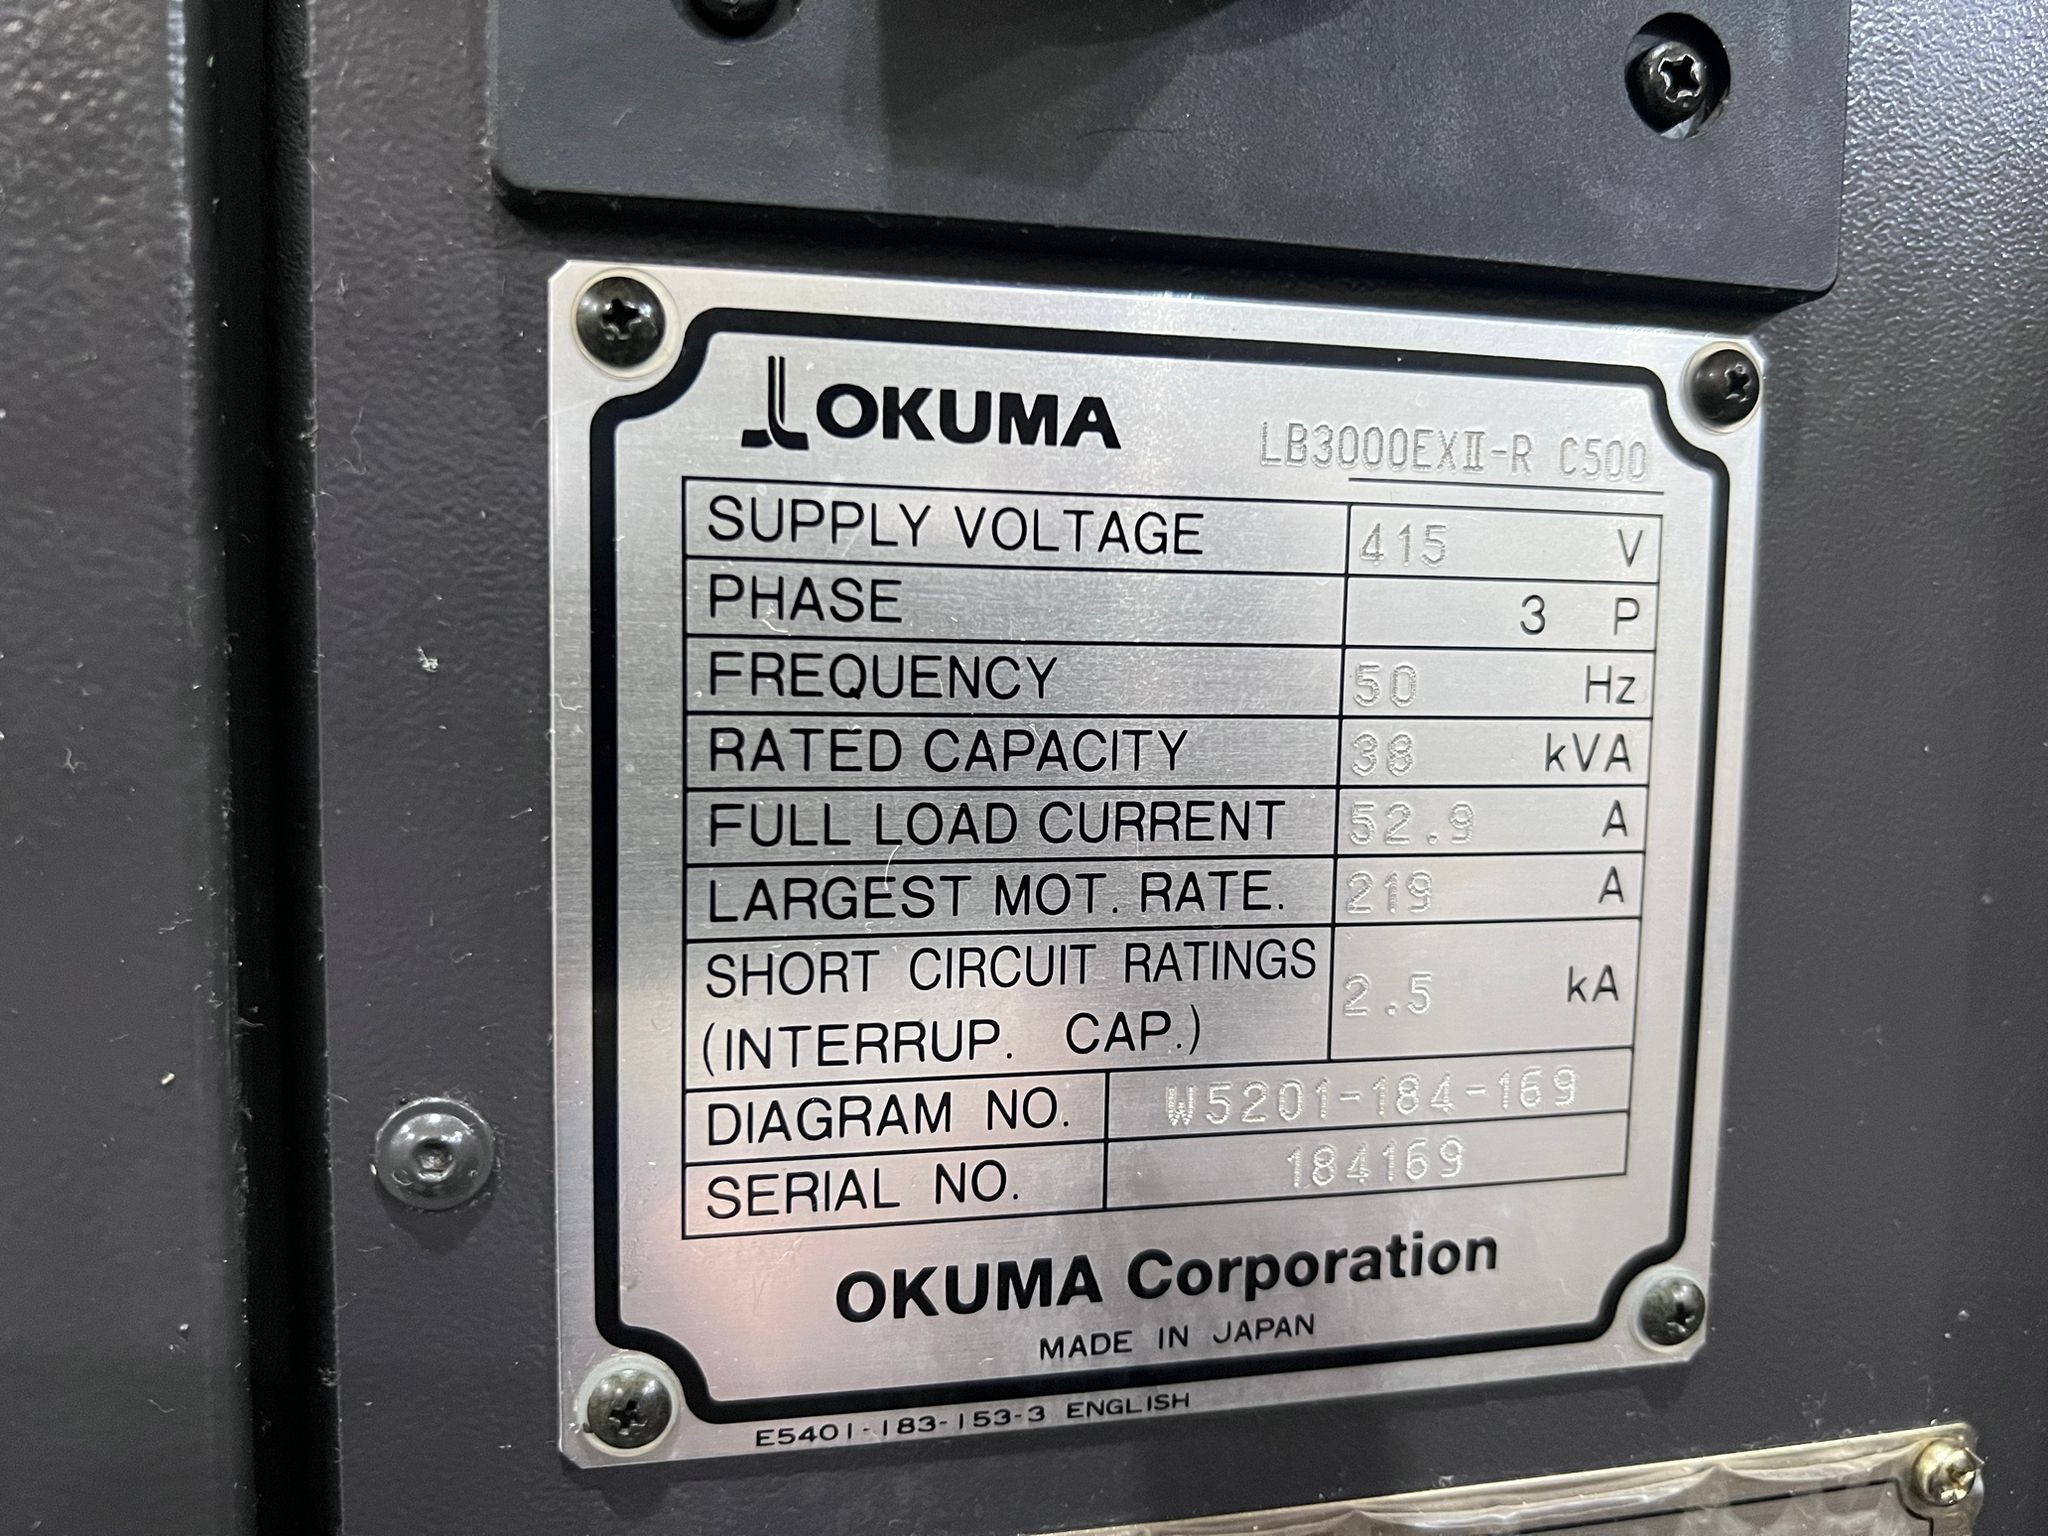 OKUMA
LB3000EXⅡ-R C500
SUPPLY VOLTAGE 415 V
PHASE 3 P
FREQUENCY 50 Hz
RATED CAPACITY 38 kVA
FULL LOAD CURRENT 52.9 A
LARGEST MOT. RATE. 219 A
SHORT CIRCUIT RATINGS 2.5 kA
(INTERRUP. CAP.)
DIAGRAM NO. W5201-184-169
SERIAL NO. 184169
OKUMA Corporation
MADE IN JAPAN
E5401-183-153-3 ENGLISH